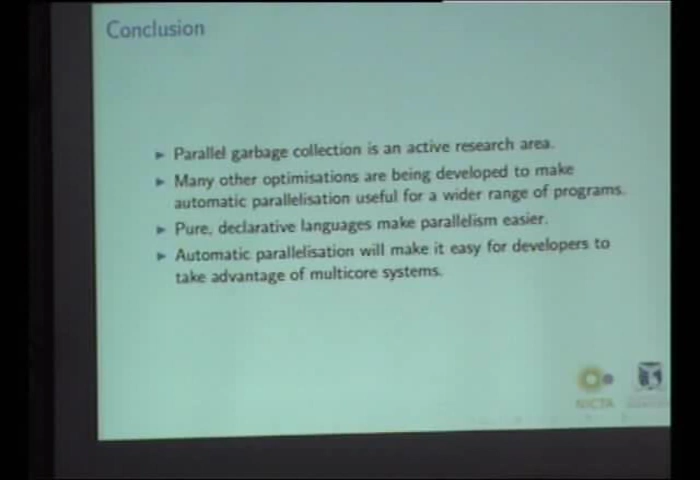 Conclusion
► Parallel garbage collection is an active research area.
► Many other optimisations are being developed to make
automatic parallelisation useful for a wider range of programs.
► Pure, declarative languages make parallelism easier.
► Automatic parallelisation will make it easy for developers to
take advantage of multicore systems.
NICTA